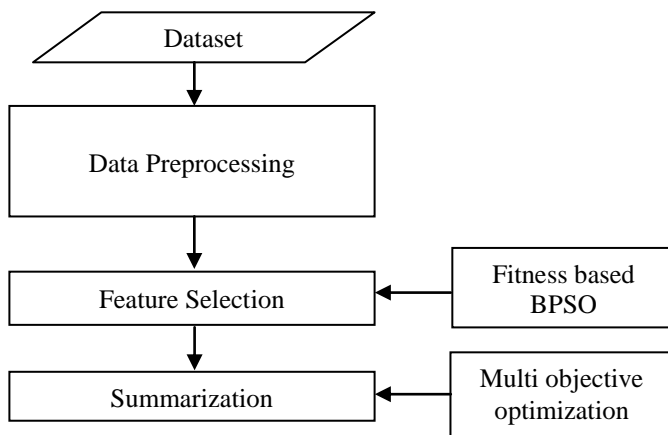 Dataset
Data Preprocessing
Feature Selection
Fitness based
BPSO
Summarization
Multi objective
optimization